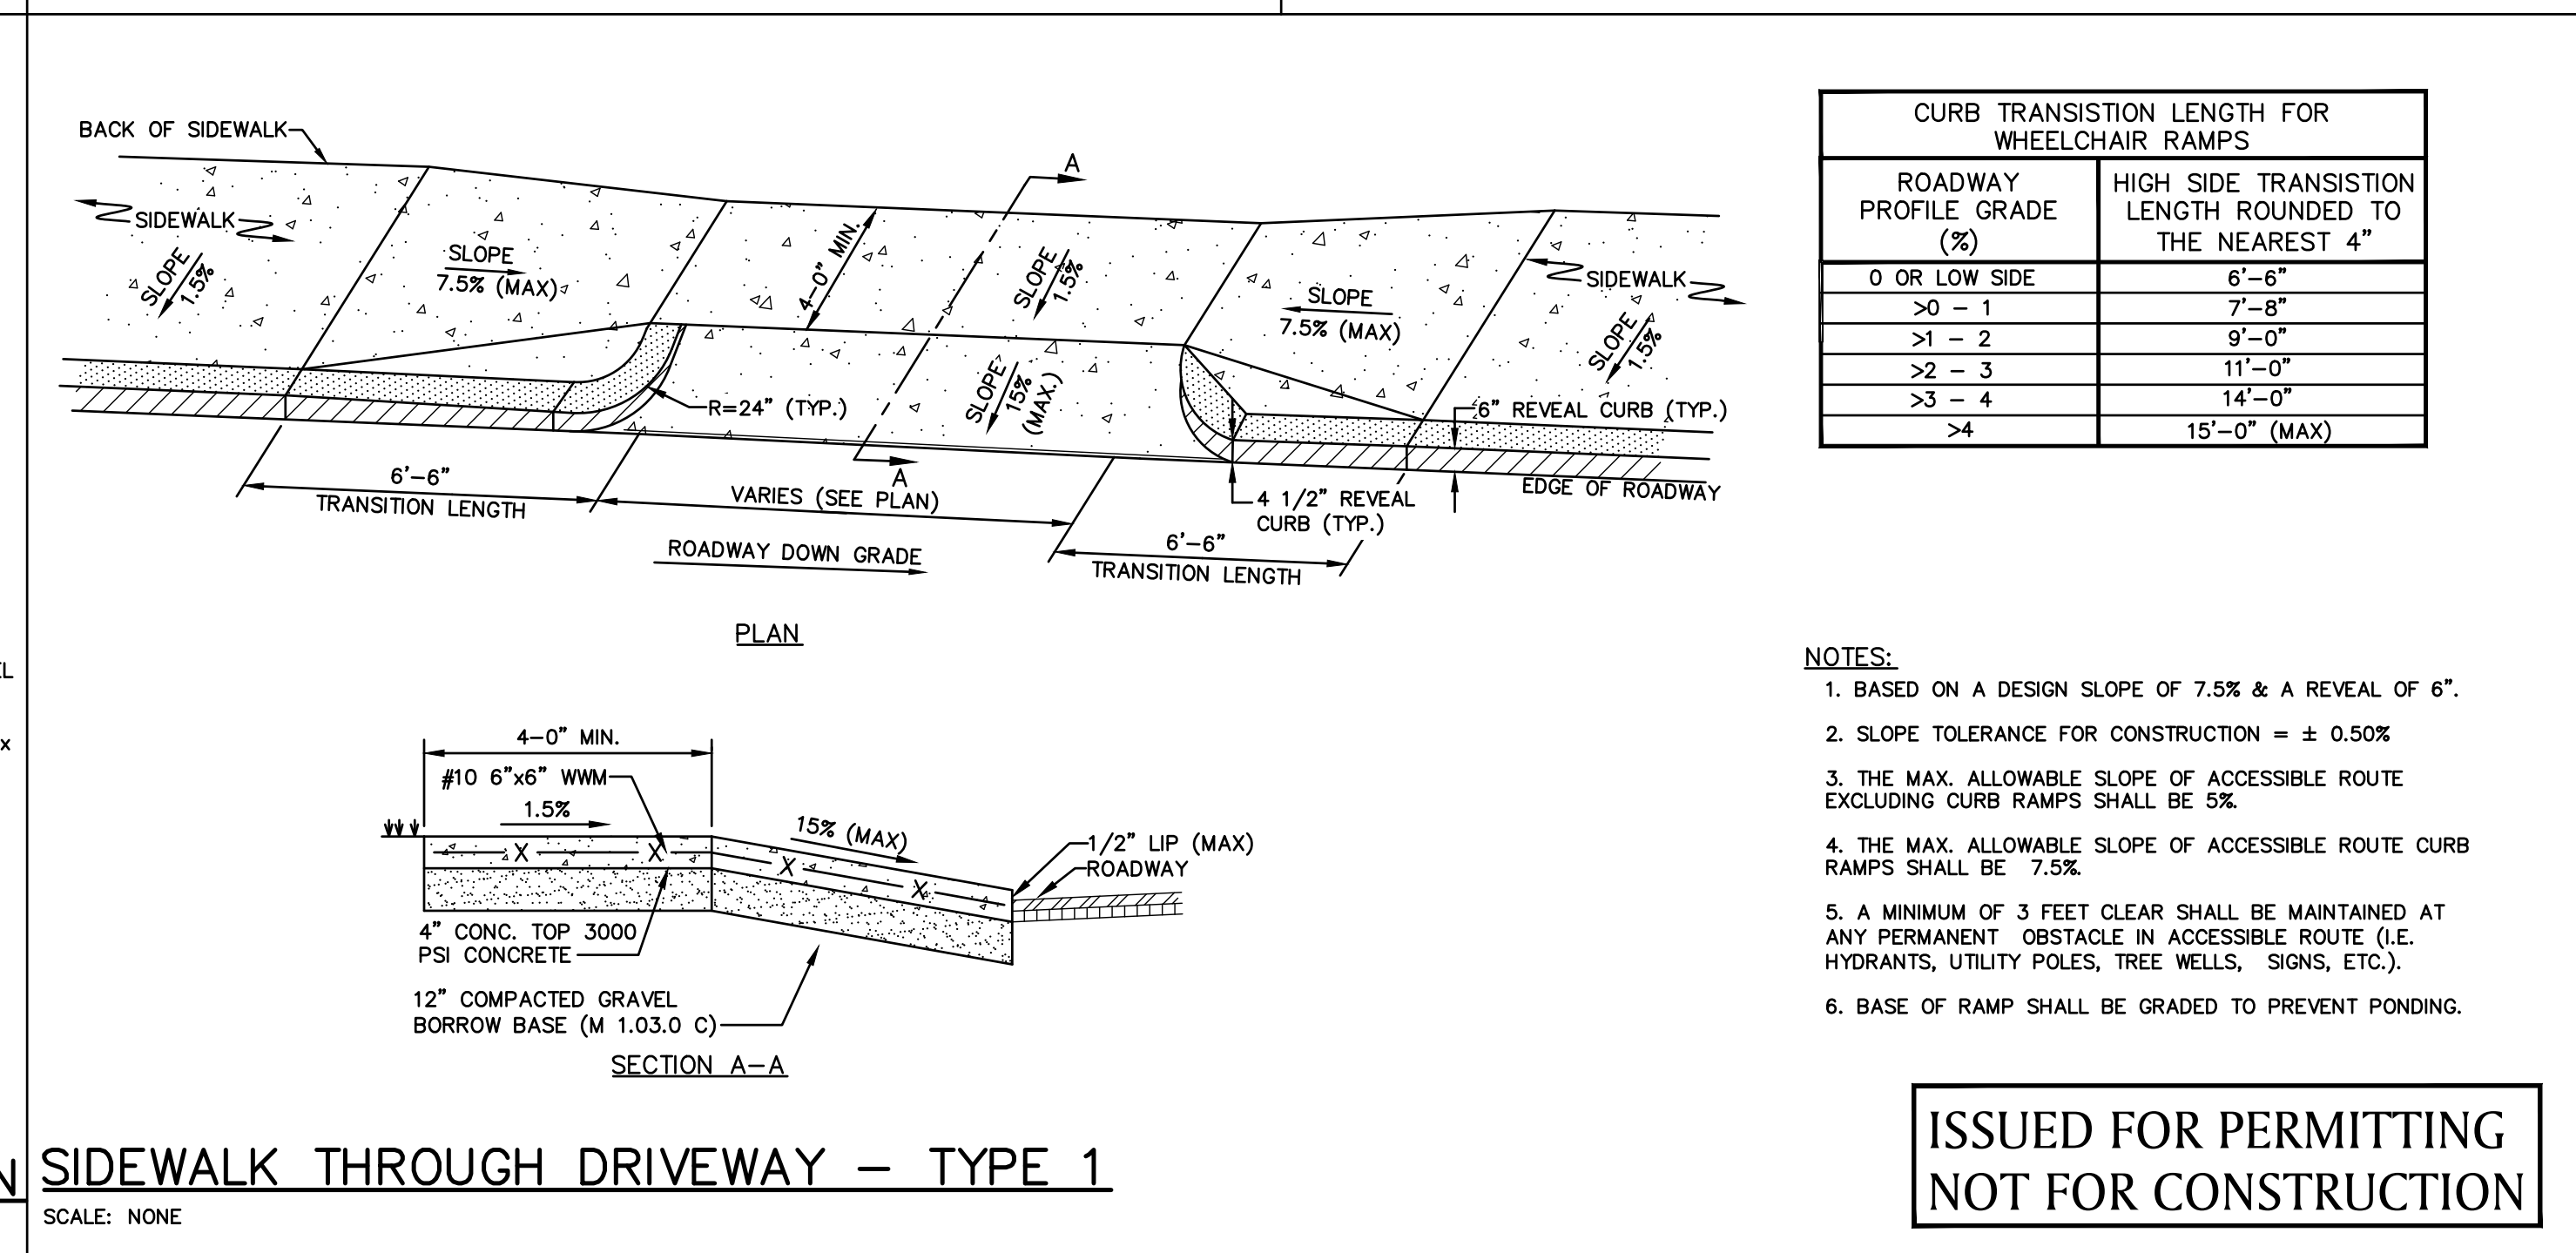 BACK OF SIDEWALK
SIDEWALK
SLOPE
1.5%
SLOPE
7.5% (MAX)
4-0” MIN.
A
SLOPE
1.5%
SLOPE
15%
(MAX.)
SLOPE
7.5% (MAX)
SIDEWALK
SLOPE
1.5%
R=24” (TYP.)
6” REVEAL CURB (TYP.)
A
6’-6”
TRANSITION LENGTH
VARIES (SEE PLAN)
4 1/2” REVEAL
CURB (TYP.)
EDGE OF ROADWAY
6’-6”
TRANSITION LENGTH
ROADWAY DOWN GRADE
PLAN
CURB TRANSISTION LENGTH FOR
WHEELCHAIR RAMPS
ROADWAY
PROFILE GRADE
(%)
HIGH SIDE TRANSISTION
LENGTH ROUNDED TO
THE NEAREST 4”
0 OR LOW SIDE 6’-6”
>0 - 1 7’-8”
>1 - 2 9’-0”
>2 - 3 11’-0”
>3 - 4 14’-0”
>4 15’-0” (MAX)
4-0” MIN.
#10 6”x6” WWM
1.5%
15% (MAX)
1/2” LIP (MAX)
ROADWAY
X X X X
4” CONC. TOP 3000
PSI CONCRETE
12” COMPACTED GRAVEL
BORROW BASE (M 1.03.0 C)
SECTION A-A
NOTES:
1. BASED ON A DESIGN SLOPE OF 7.5% & A REVEAL OF 6”.
2. SLOPE TOLERANCE FOR CONSTRUCTION = ± 0.50%
3. THE MAX. ALLOWABLE SLOPE OF ACCESSIBLE ROUTE
EXCLUDING CURB RAMPS SHALL BE 5%.
4. THE MAX. ALLOWABLE SLOPE OF ACCESSIBLE ROUTE CURB
RAMPS SHALL BE 7.5%.
5. A MINIMUM OF 3 FEET CLEAR SHALL BE MAINTAINED AT
ANY PERMANENT OBSTACLE IN ACCESSIBLE ROUTE (I.E.
HYDRANTS, UTILITY POLES, TREE WELLS, SIGNS, ETC.).
6. BASE OF RAMP SHALL BE GRADED TO PREVENT PONDING.
SIDEWALK THROUGH DRIVEWAY - TYPE 1
SCALE: NONE
ISSUED FOR PERMITTING
NOT FOR CONSTRUCTION